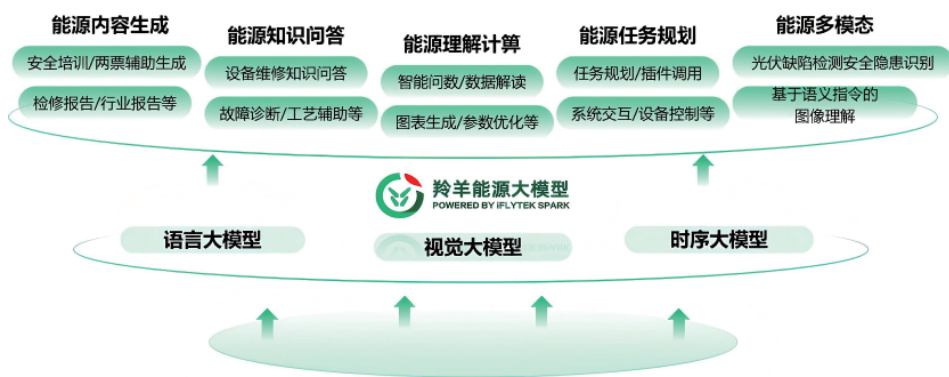 能源内容生成
安全培训/两票辅助生成
检修报告/行业报告等
能源知识问答
设备维修知识问答
故障诊断/工艺辅助等
能源理解计算
智能问数/数据解读
图表生成/参数优化等
能源任务规划
任务规划/插件调用
系统交互/设备控制等
能源多模态
光伏缺陷检测安全隐患识别
基于语义指令的
图像理解
羚羊能源大模型
POWERED BY iFLYTEK SPARK
语言大模型
视觉大模型
时序大模型